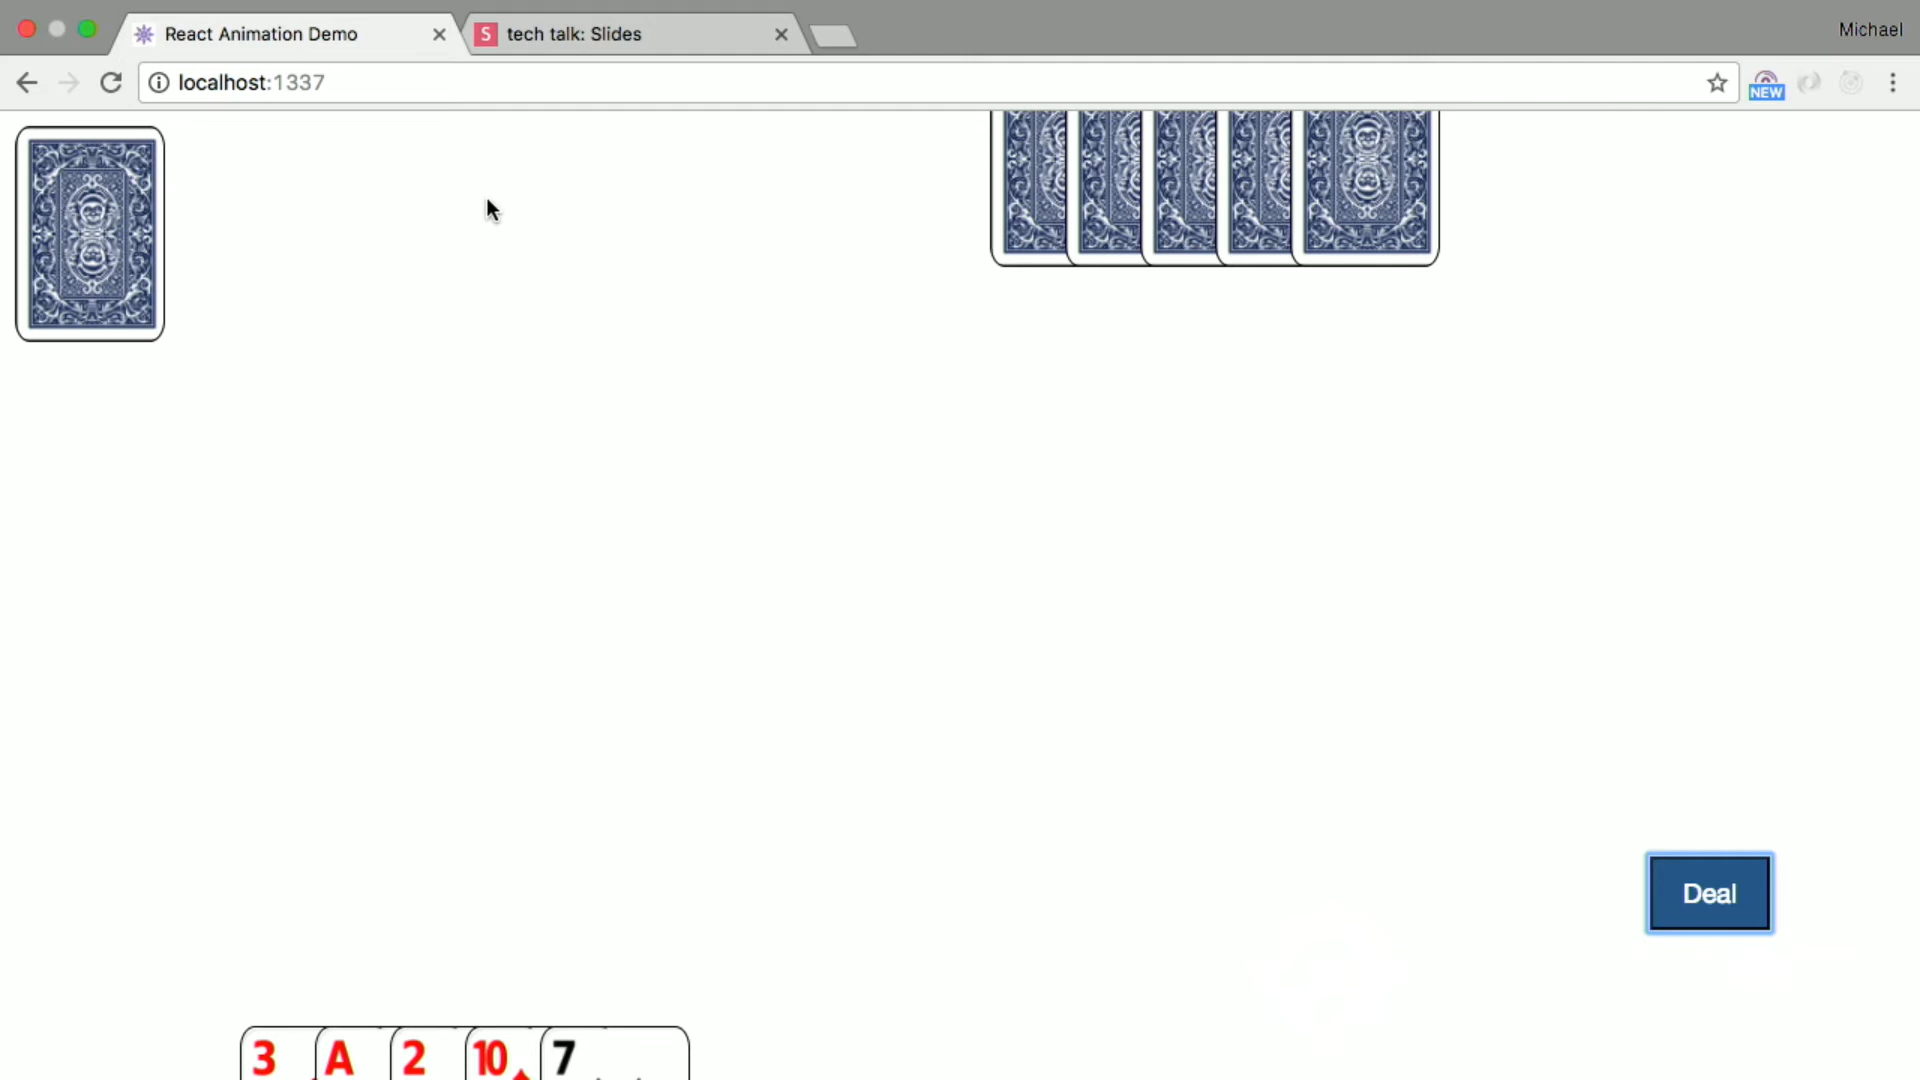 React Animation Demo
S tech talk: Slides
Michael
localhost:1337
NEW
Deal
3 A 2 10 7